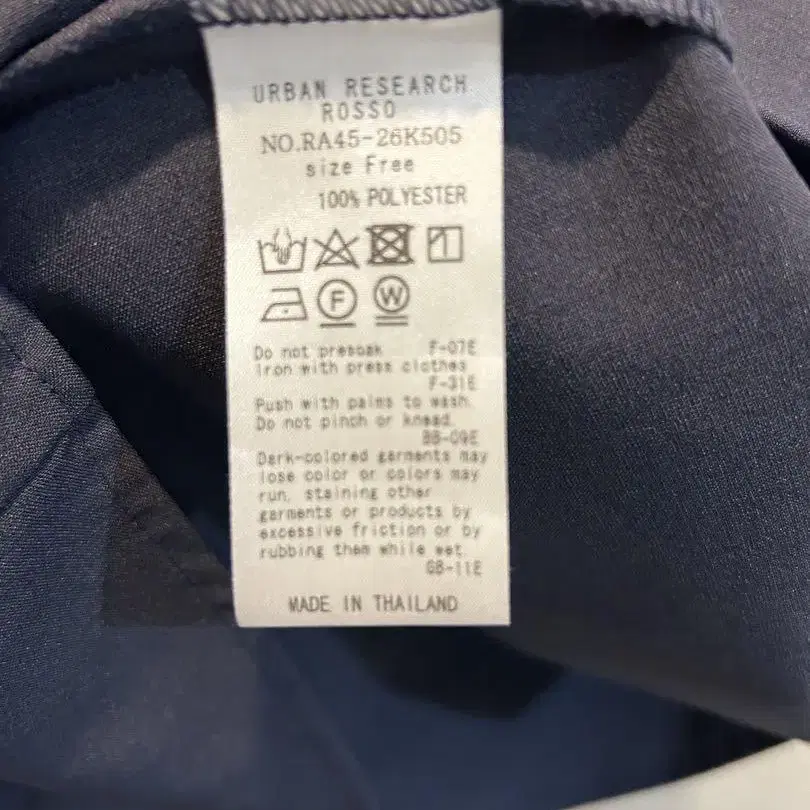 URBAN RESEARCH
ROSSO
NO.RA45-26K505
size Free
100% POLYESTER
F W
Do not presoak F-07E
Iron with press clothes
F-31E
Push with palms to wash.
Do not pinch or knead.
BB-09E
Dark-colored garments may
lose color or colors may
run, staining other
garments or products by
excessive friction or by
rubbing them while wet.
GB-11E
MADE IN THAILAND